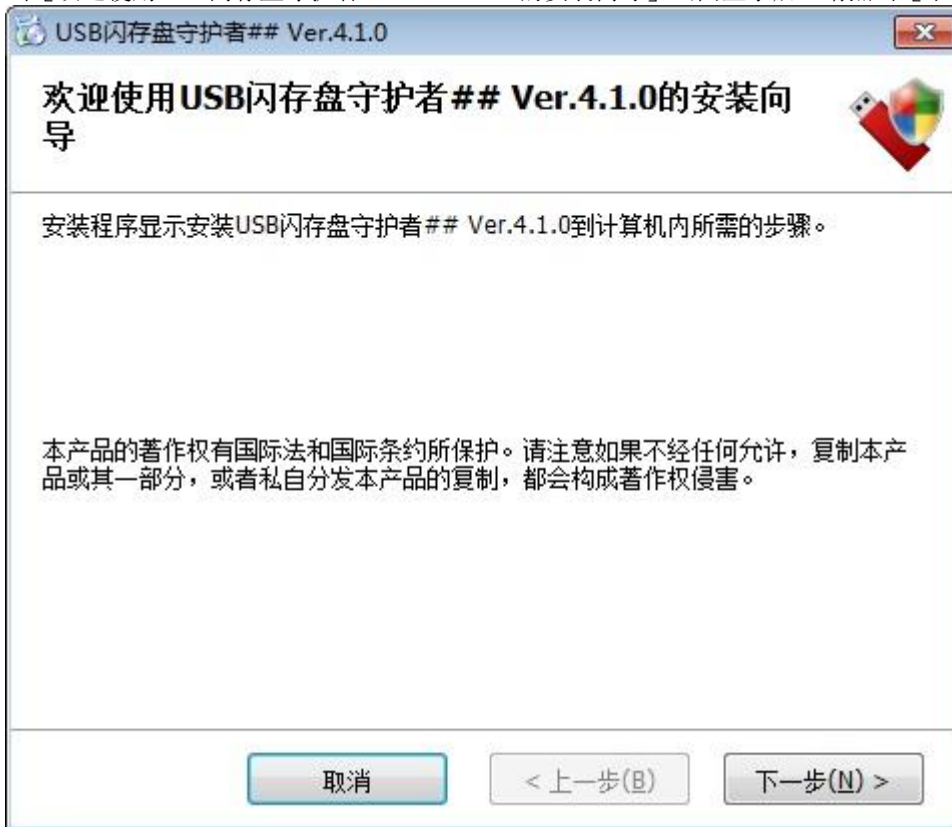 USB闪存盘守护者## Ver.4.1.0
欢迎使用USB闪存盘守护者## Ver.4.1.0的安装向
导
安装程序显示安装USB闪存盘守护者## Ver.4.1.0到计算机内所需的步骤。
本产品的著作权有国际法和国际条约所保护。请注意如果不经任何允许，复制本产
品或其一部分，或者私自分发本产品的复制，都会构成著作权侵害。
取消
< 上一步(B)
下一步(N) >